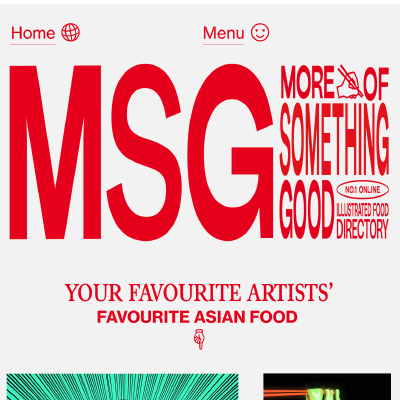 Home
Menu
MSG
MORE OF
SOMETHING
GOOD
NO.1 ONLINE
ILLUSTRATED FOOD
DIRECTORY
YOUR FAVOURITE ARTISTS’
FAVOURITE ASIAN FOOD